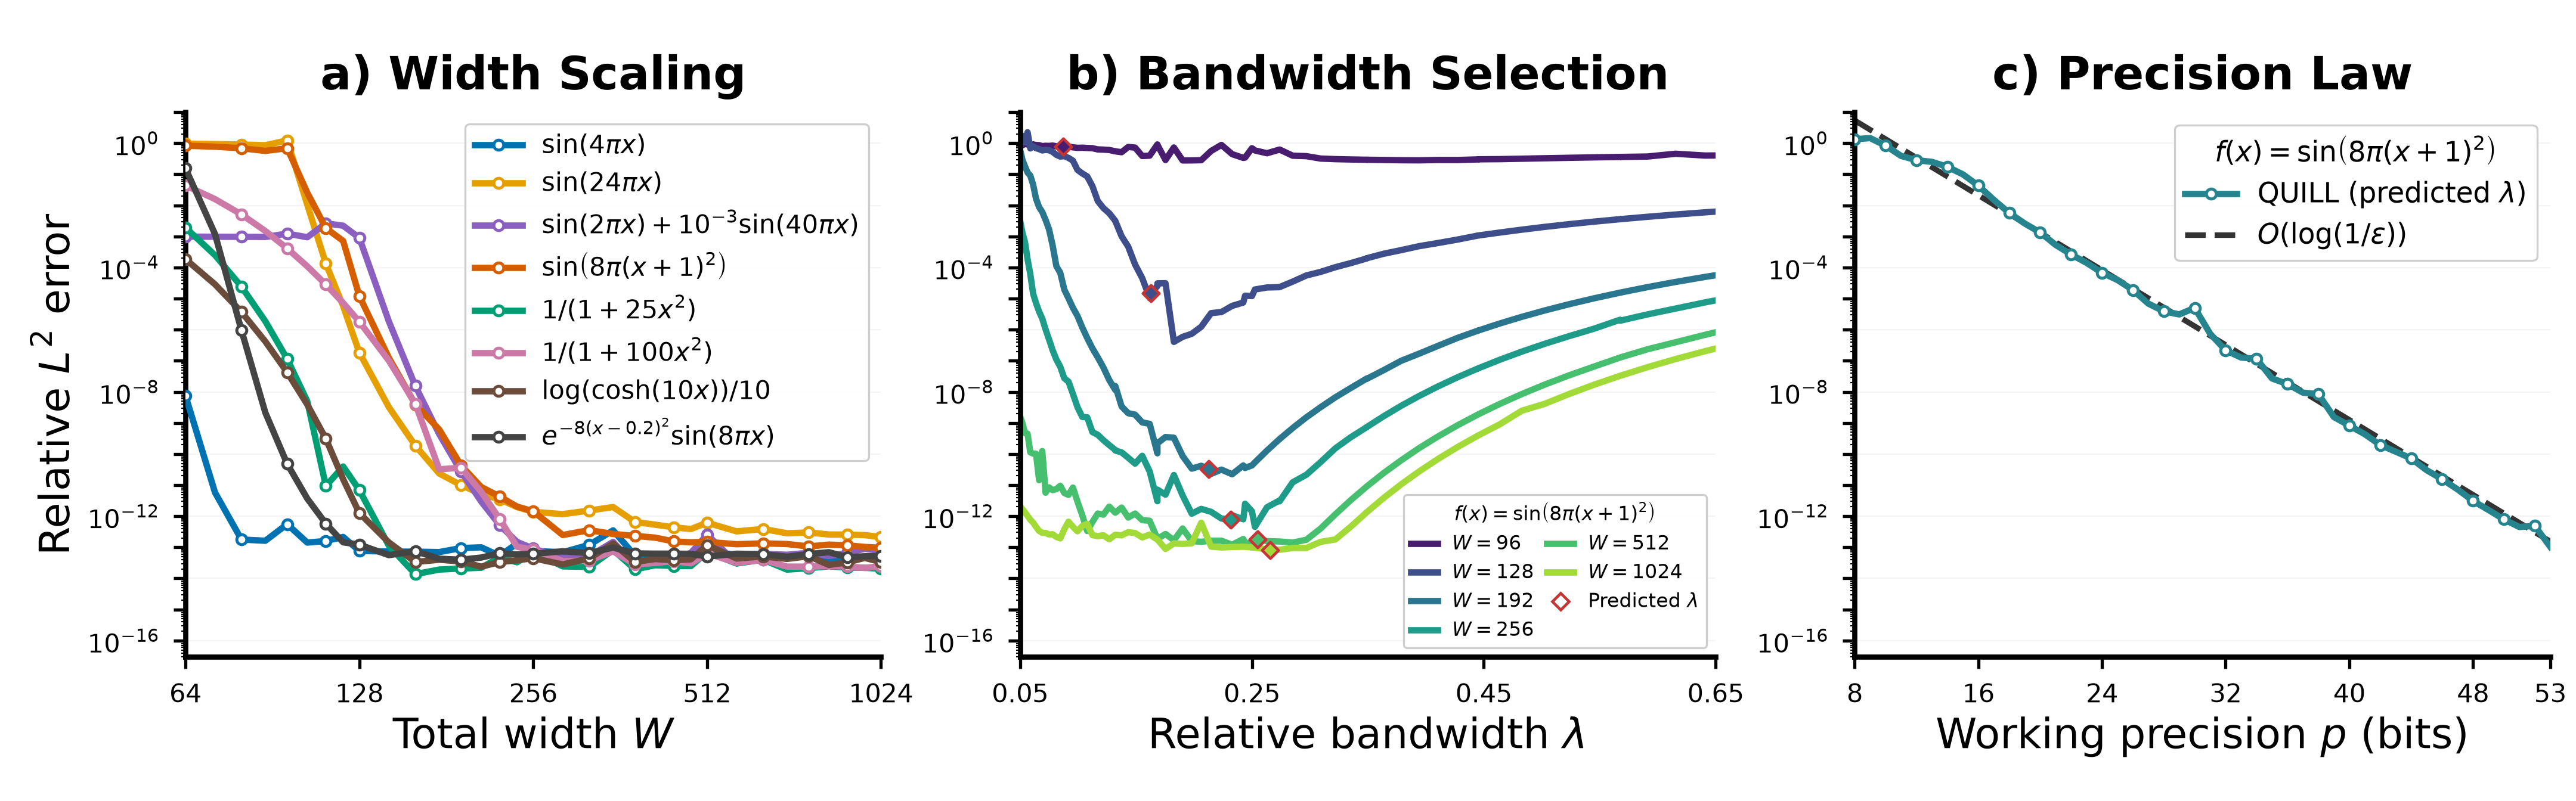 a) Width Scaling
Relative $L^2$ error
10⁰
10⁻⁴
10⁻⁸
10⁻¹²
10⁻¹⁶
sin(4πx)
sin(24πx)
sin(2πx) + 10⁻³sin(40πx)
sin(8π(x + 1)²)
1/(1 + 25x²)
1/(1 + 100x²)
log(cosh(10x))/10
e^{−8(x − 0.2)²}sin(8πx)
64 128 256 512 1024
Total width W
b) Bandwidth Selection
10⁰
10⁻⁴
10⁻⁸
10⁻¹²
10⁻¹⁶
f(x) = sin(8π(x + 1)²)
W = 96
W = 128
W = 192
W = 256
W = 512
W = 1024
Predicted λ
0.05 0.25 0.45 0.65
Relative bandwidth λ
c) Precision Law
10⁰
10⁻⁴
10⁻⁸
10⁻¹²
10⁻¹⁶
f(x) = sin(8π(x + 1)²)
QUILL (predicted λ)
O(log(1/ε))
8 16 24 32 40 48 53
Working precision p (bits)